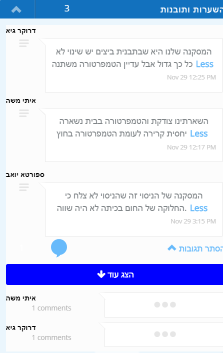 השערות ותובנות
3
דרוקר גיא
המסקנה שלנו היא שבתבנית ביצים יש שינוי לא
כל כך גדול אבל עדיין הטמפרטורה משתנה Less
Nov 29 12:25 PM
איתי משה
השארתינו צודקת והטמפרטורה בבית נשארה
יחסית קרירה לעומת הטמפרטורה בחוץ Less
Nov 29 12:17 PM
ספורטא יואב
המסקנה של הניסוי זה שהניסוי לא צלח כי
החלוקה של החום בכיתה לא היה שווה. Less
Nov 29 3:15 PM
הסתר תגובות
הצג עוד
איתי משה
1 comments
דרוקר גיא
1 comments